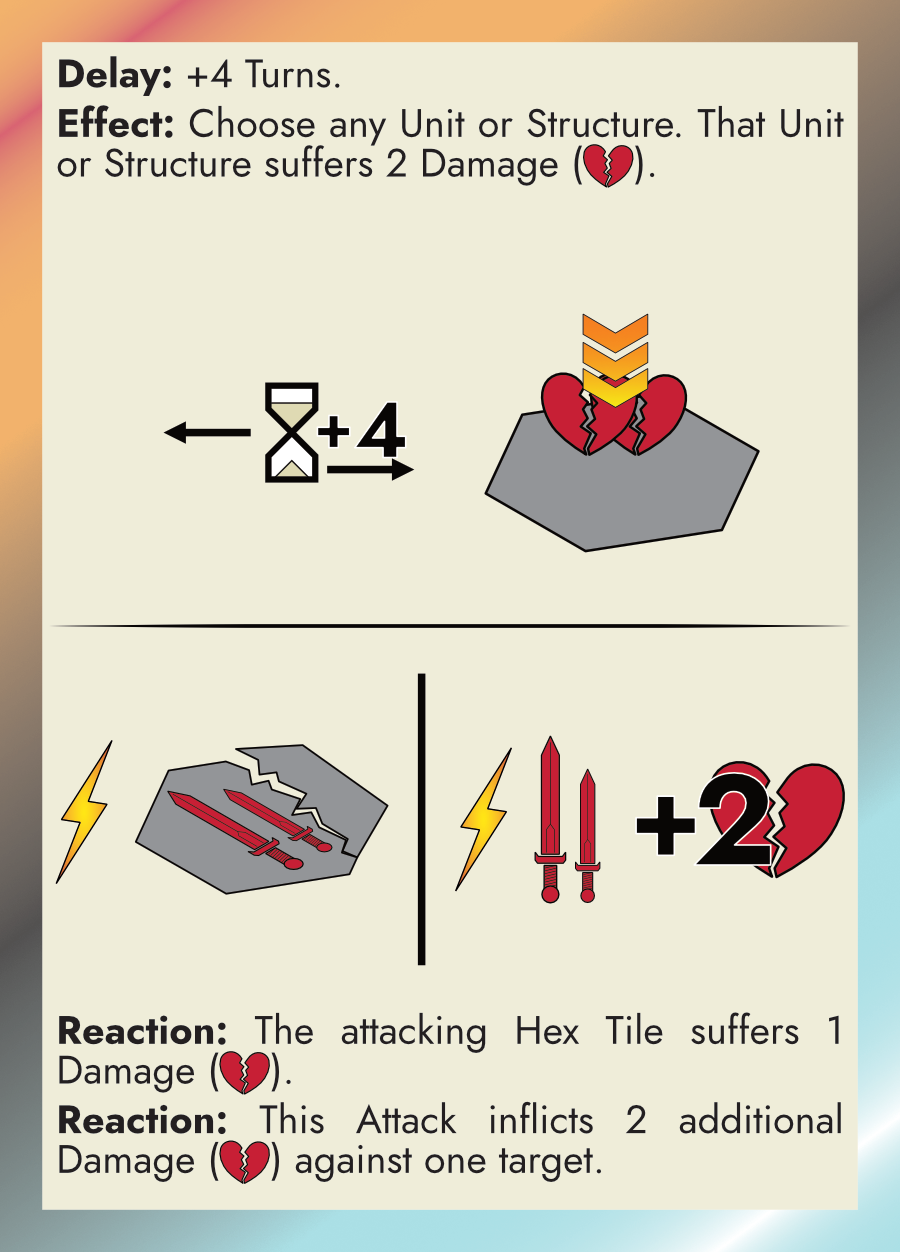 Delay: +4 Turns.
Effect: Choose any Unit or Structure. That Unit
or Structure suffers 2 Damage ( ).
+4
+2
Reaction: The attacking Hex Tile suffers 1
Damage ( ).
Reaction: This Attack inflicts 2 additional
Damage ( ) against one target.